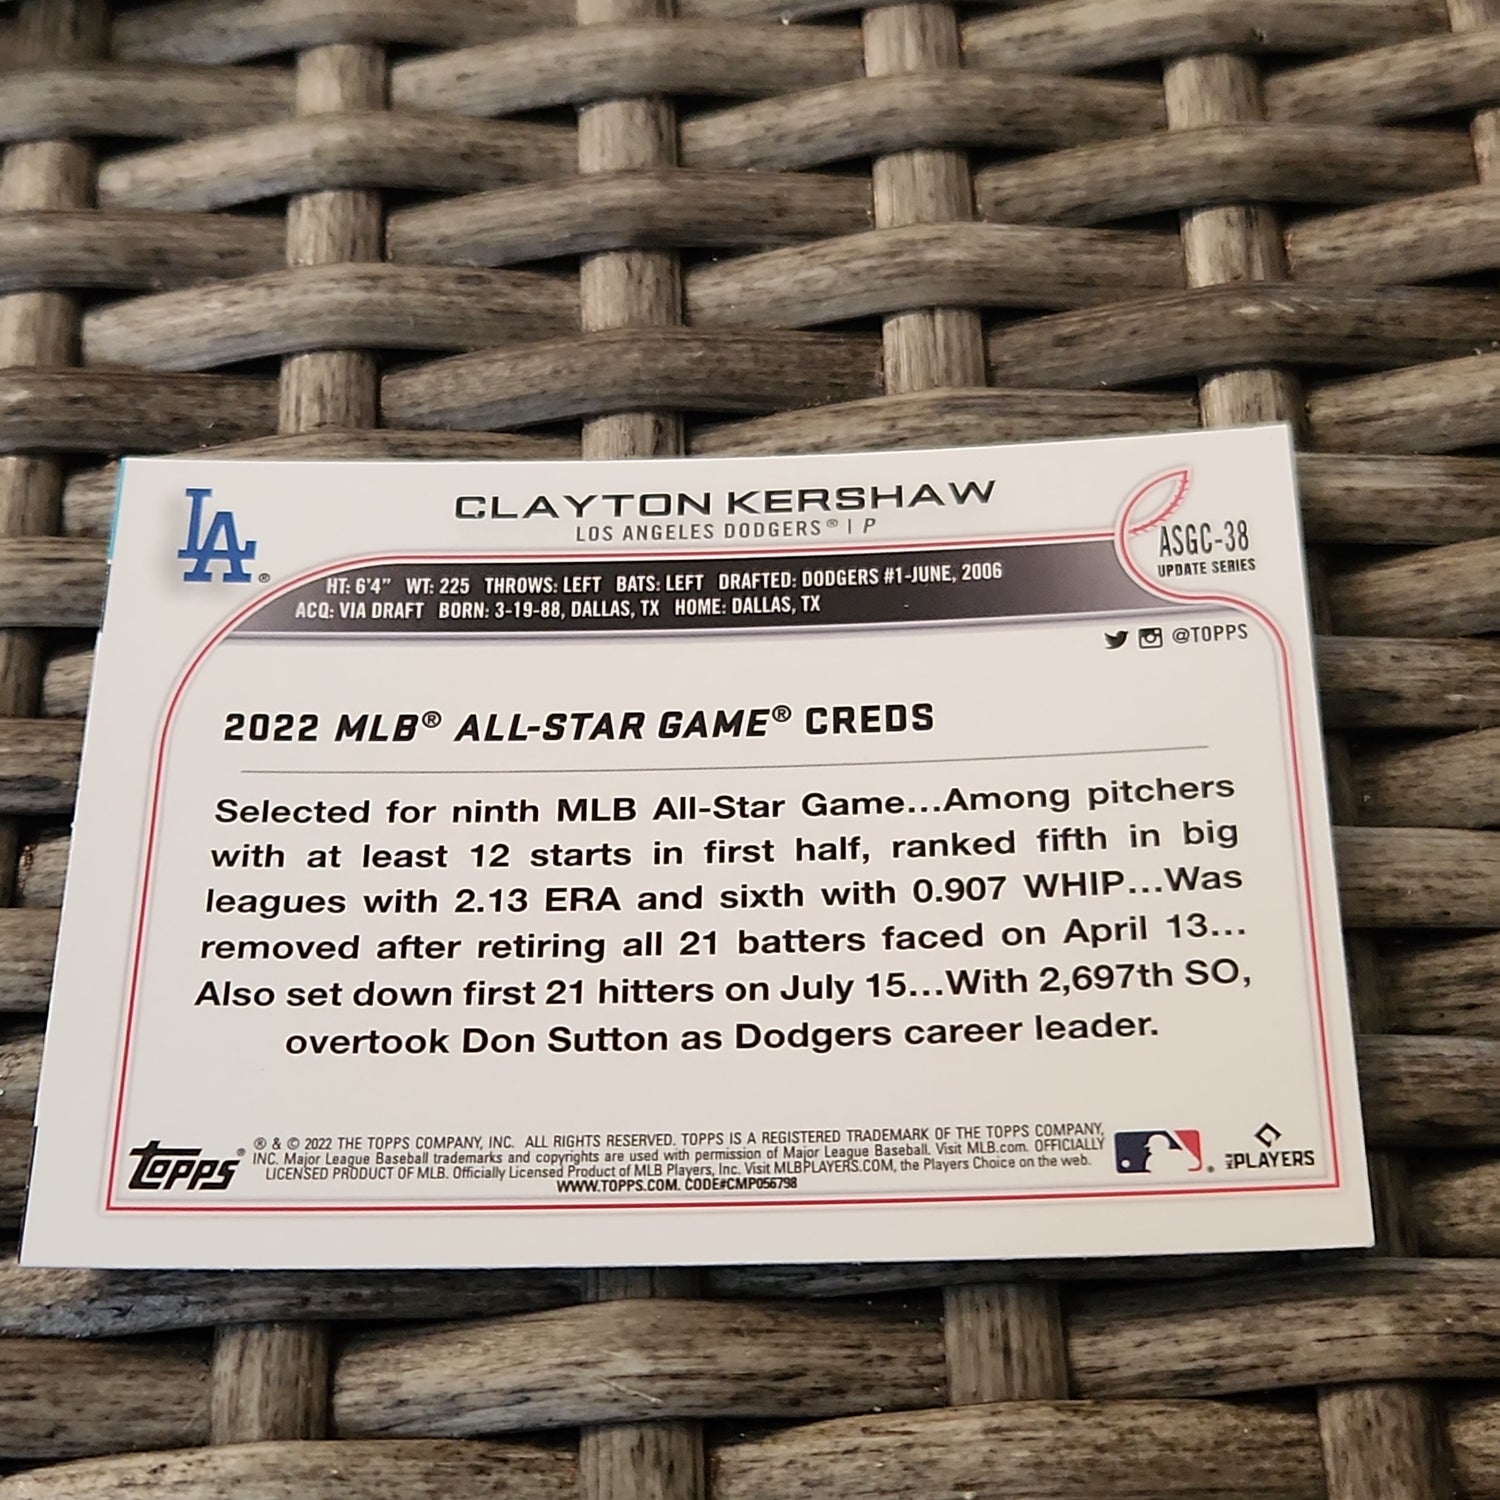 LA®
CLAYTON KERSHAW
LOS ANGELES DODGERS® | P
ASGC-38
UPDATE SERIES
HT: 6'4" WT: 225 THROWS: LEFT BATS: LEFT DRAFTED: DODGERS #1-JUNE, 2006
ACQ: VIA DRAFT BORN: 3-19-88, DALLAS, TX HOME: DALLAS, TX
@TOPPS
2022 MLB® ALL-STAR GAME® CREDS
Selected for ninth MLB All-Star Game...Among pitchers
with at least 12 starts in first half, ranked fifth in big
leagues with 2.13 ERA and sixth with 0.907 WHIP...Was
removed after retiring all 21 batters faced on April 13...
Also set down first 21 hitters on July 15...With 2,697th SO,
overtook Don Sutton as Dodgers career leader.
topps®
® & © 2022 THE TOPPS COMPANY, INC. ALL RIGHTS RESERVED. TOPPS IS A REGISTERED TRADEMARK OF THE TOPPS COMPANY,
INC. Major League Baseball trademarks and copyrights are used with permission of Major League Baseball. Visit MLB.com. OFFICIALLY
LICENSED PRODUCT OF MLB. Officially Licensed Product of MLB Players, Inc. Visit MLBPLAYERS.COM, the Players Choice on the web.
WWW.TOPPS.COM. CODE#CMP056798
MLB PLAYERS